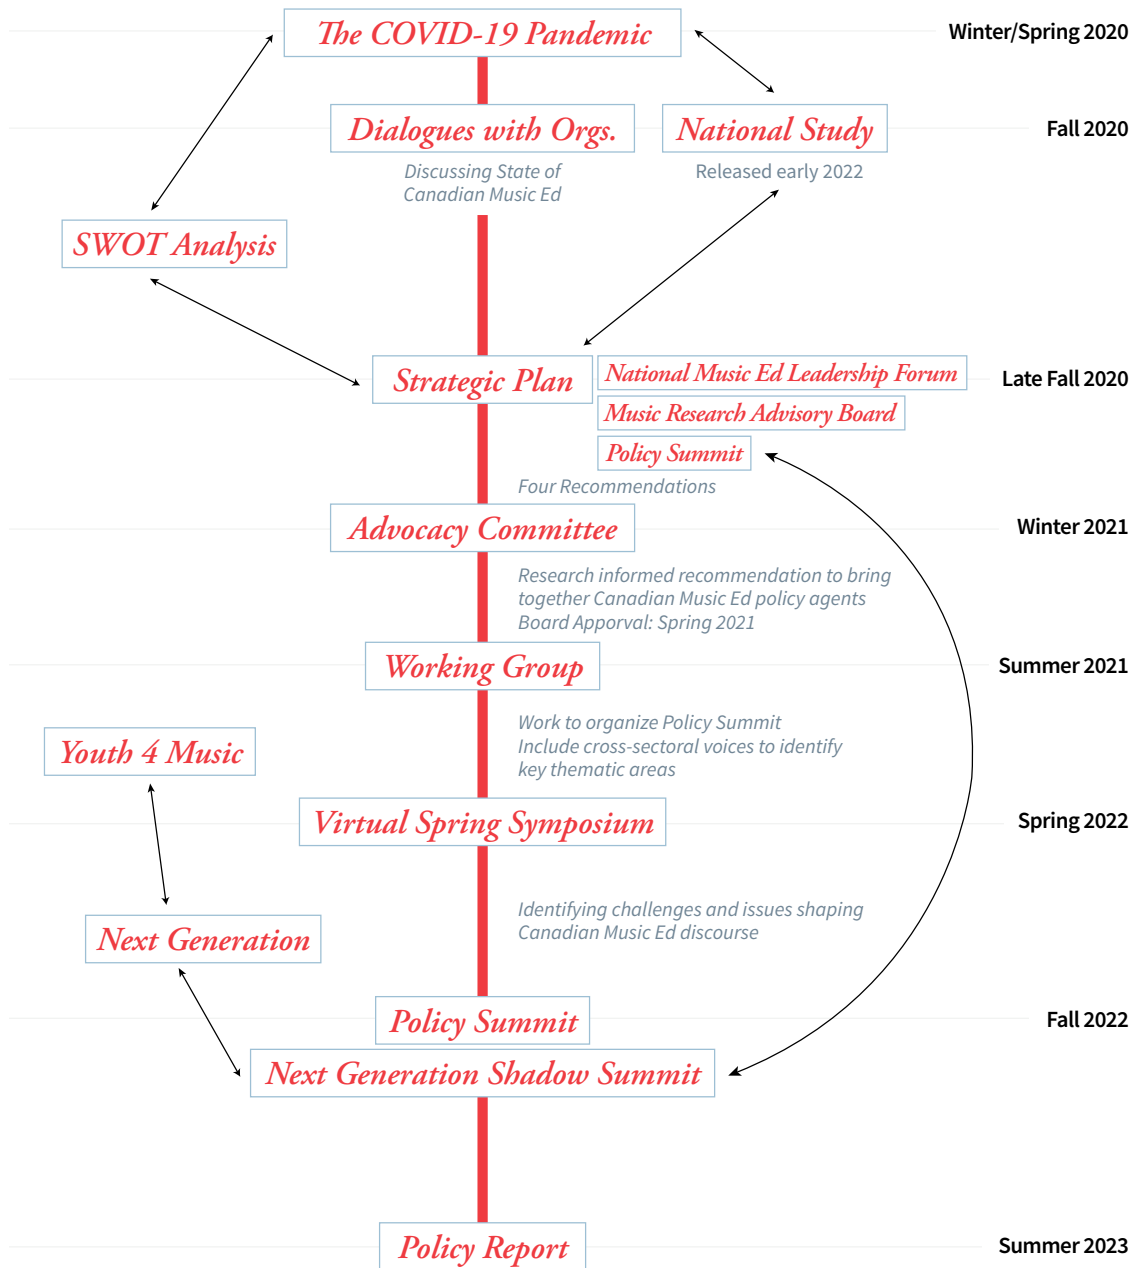 The COVID-19 Pandemic
Winter/Spring 2020
Dialogues with Orgs.
National Study
Fall 2020
Discussing State of
Canadian Music Ed
Released early 2022
SWOT Analysis
Strategic Plan
National Music Ed Leadership Forum
Late Fall 2020
Music Research Advisory Board
Policy Summit
Four Recommendations
Advocacy Committee
Winter 2021
Research informed recommendation to bring
together Canadian Music Ed policy agents
Board Apporval: Spring 2021
Working Group
Summer 2021
Work to organize Policy Summit
Include cross-sectoral voices to identify
key thematic areas
Youth 4 Music
Virtual Spring Symposium
Spring 2022
Identifying challenges and issues shaping
Canadian Music Ed discourse
Next Generation
Policy Summit
Fall 2022
Next Generation Shadow Summit
Policy Report
Summer 2023